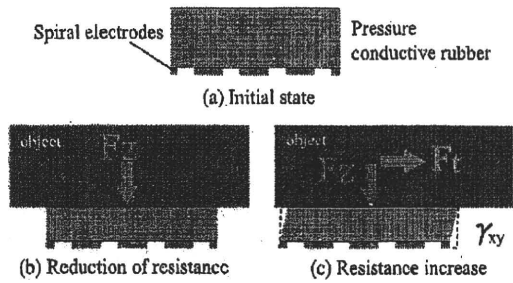 Spiral electrodes
Pressure
conductive rubber
(a) Initial state
object
Fz
object
Fz
Ft
γxy
(b) Reduction of resistance
(c) Resistance increase